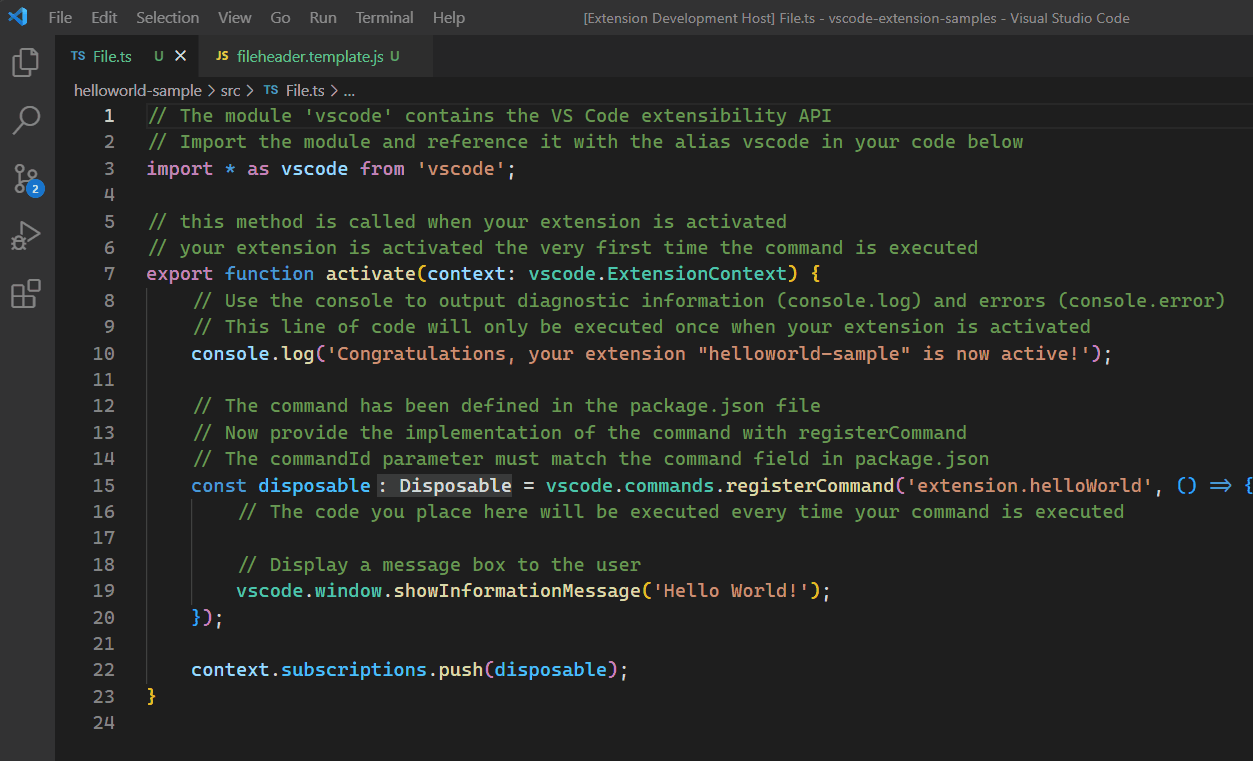 File Edit Selection View Go Run Terminal Help [Extension Development Host] File.ts - vscode-extension-samples - Visual Studio Code
TS File.ts U JS fileheader.template.js U
helloworld-sample > src > TS File.ts > ...
2
1 // The module 'vscode' contains the VS Code extensibility API
2 // Import the module and reference it with the alias vscode in your code below
3 import * as vscode from 'vscode';
4
5 // this method is called when your extension is activated
6 // your extension is activated the very first time the command is executed
7 export function activate(context: vscode.ExtensionContext) {
8 // Use the console to output diagnostic information (console.log) and errors (console.error)
9 // This line of code will only be executed once when your extension is activated
10 console.log('Congratulations, your extension "helloworld-sample" is now active!');
11
12 // The command has been defined in the package.json file
13 // Now provide the implementation of the command with registerCommand
14 // The commandId parameter must match the command field in package.json
15 const disposable : Disposable = vscode.commands.registerCommand('extension.helloWorld', () => {
16 // The code you place here will be executed every time your command is executed
17
18 // Display a message box to the user
19 vscode.window.showInformationMessage('Hello World!');
20 });
21
22 context.subscriptions.push(disposable);
23 }
24